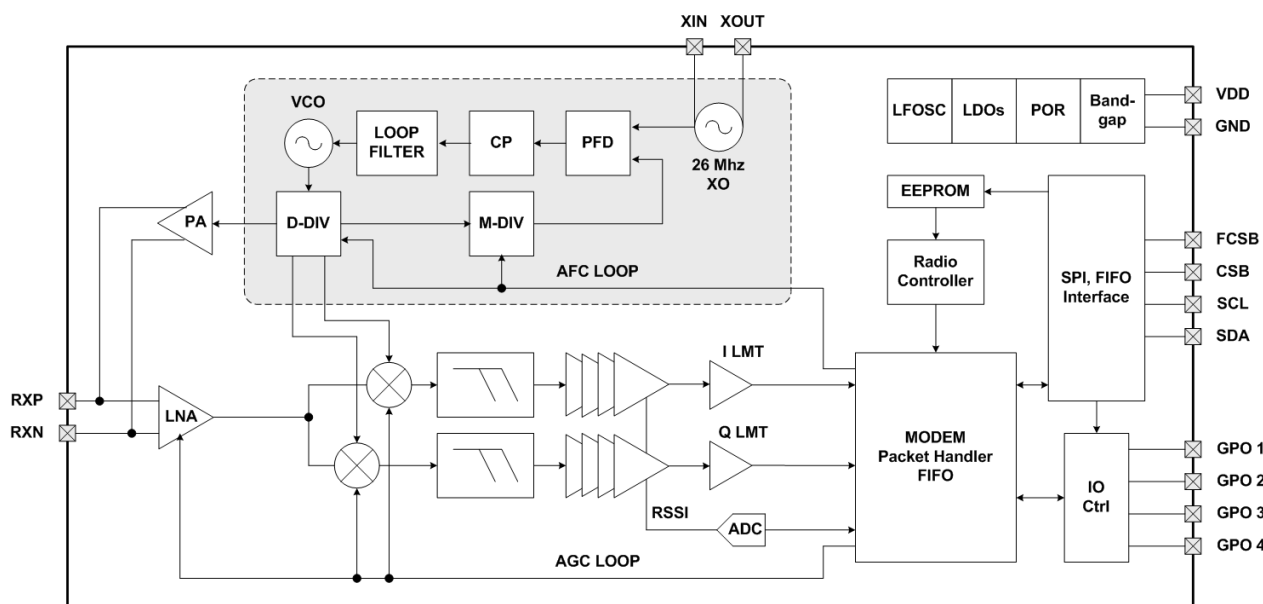 XIN
XOUT
VCO
LOOP
FILTER
CP
PFD
26 Mhz
XO
LFOSC
LDOs
POR
Band-
gap
VDD
GND
EEPROM
PA
D-DIV
M-DIV
AFC LOOP
Radio
Controller
SPI, FIFO
Interface
FCSB
CSB
SCL
SDA
I LMT
RXP
RXN
LNA
Q LMT
MODEM
Packet Handler
FIFO
IO
Ctrl
GPO 1
GPO 2
GPO 3
GPO 4
RSSI
ADC
AGC LOOP